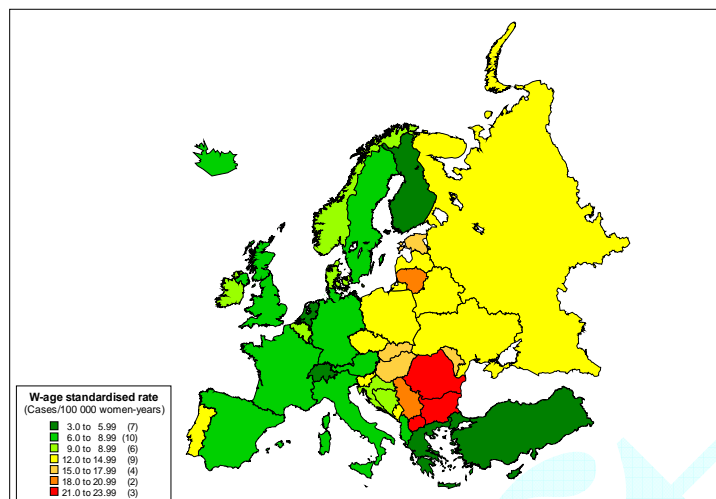 W-age standardised rate
(Cases/100 000 women-years)
3.0 to 5.99 (7)
6.0 to 8.99 (10)
9.0 to 8.99 (6)
12.0 to 14.99 (9)
15.0 to 17.99 (4)
18.0 to 20.99 (2)
21.0 to 23.99 (3)